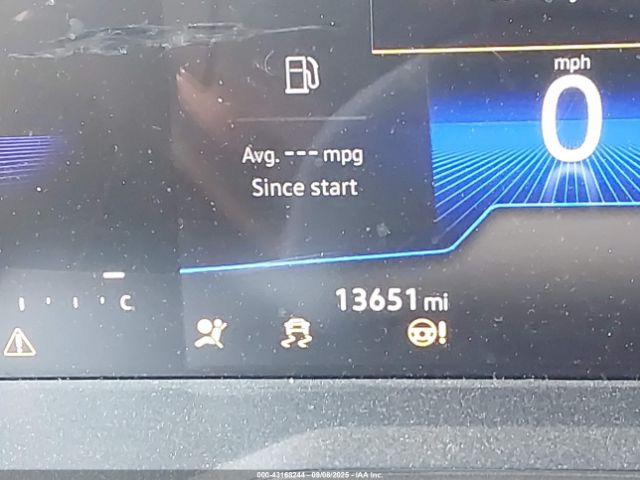 mph
0
Avg. --- mpg
Since start
C
13651 mi
000-43168244 - 09/08/2025 - IAA Inc.